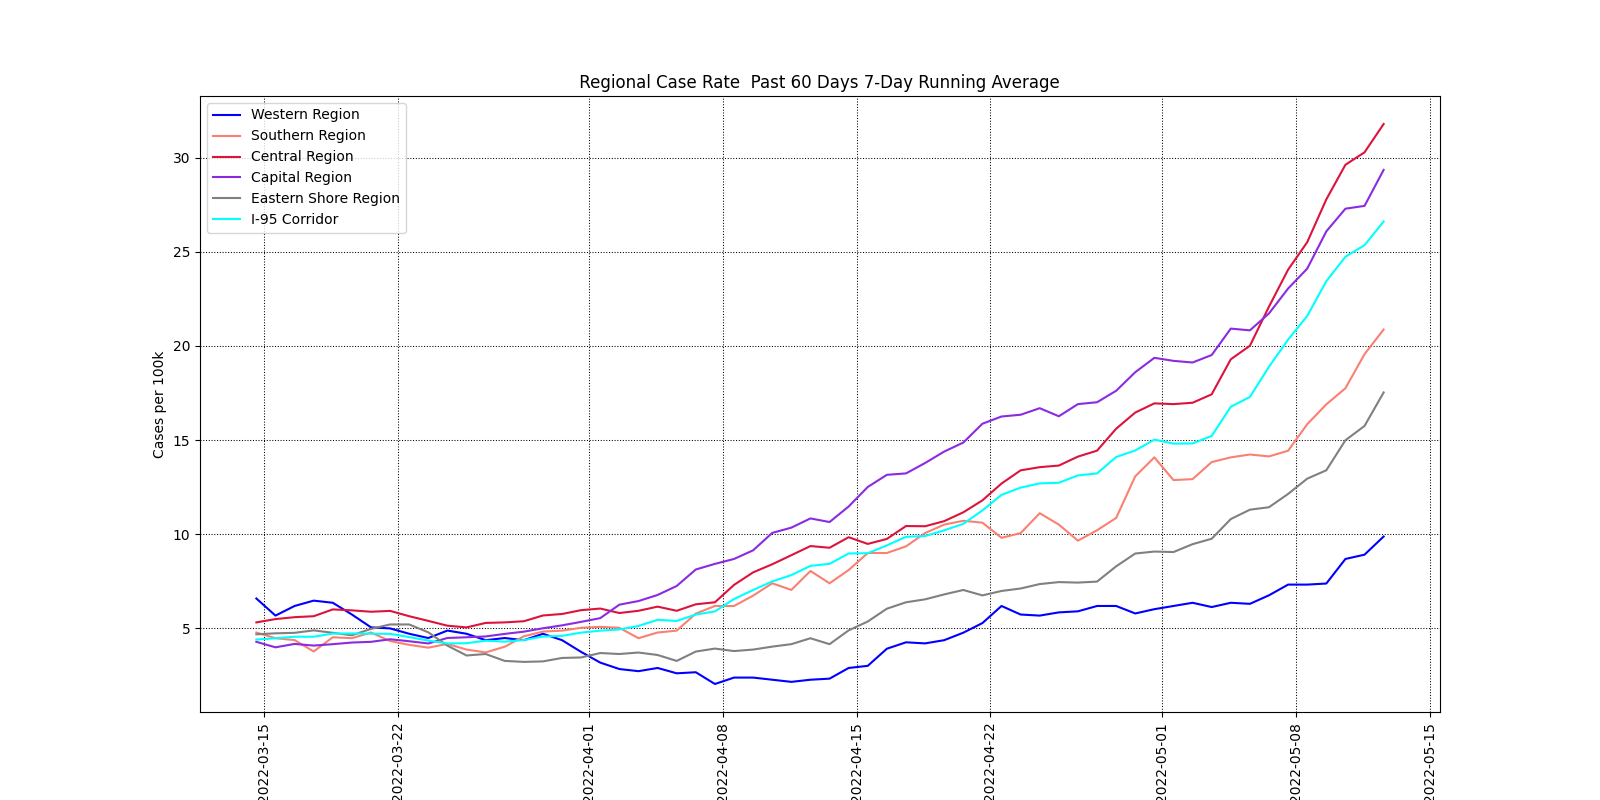 Regional Case Rate  Past 60 Days 7-Day Running Average
Western Region
Southern Region
Central Region
Capital Region
Eastern Shore Region
I-95 Corridor
Cases per 100k
30
25
20
15
10
5
2022-03-15
2022-03-22
2022-04-01
2022-04-08
2022-04-15
2022-04-22
2022-05-01
2022-05-08
2022-05-15